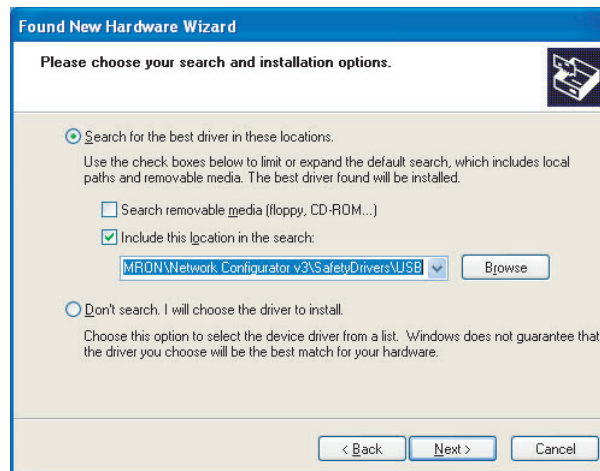 Found New Hardware Wizard
Please choose your search and installation options.
Search for the best driver in these locations.
Use the check boxes below to limit or expand the default search, which includes local
paths and removable media. The best driver found will be installed.
Search removable media (floppy, CD-ROM...)
Include this location in the search:
MRON\Network Configurator v3\SafetyDrivers\USB
Browse
Don't search. I will choose the driver to install.
Choose this option to select the device driver from a list. Windows does not guarantee that
the driver you choose will be the best match for your hardware.
< Back Next > Cancel